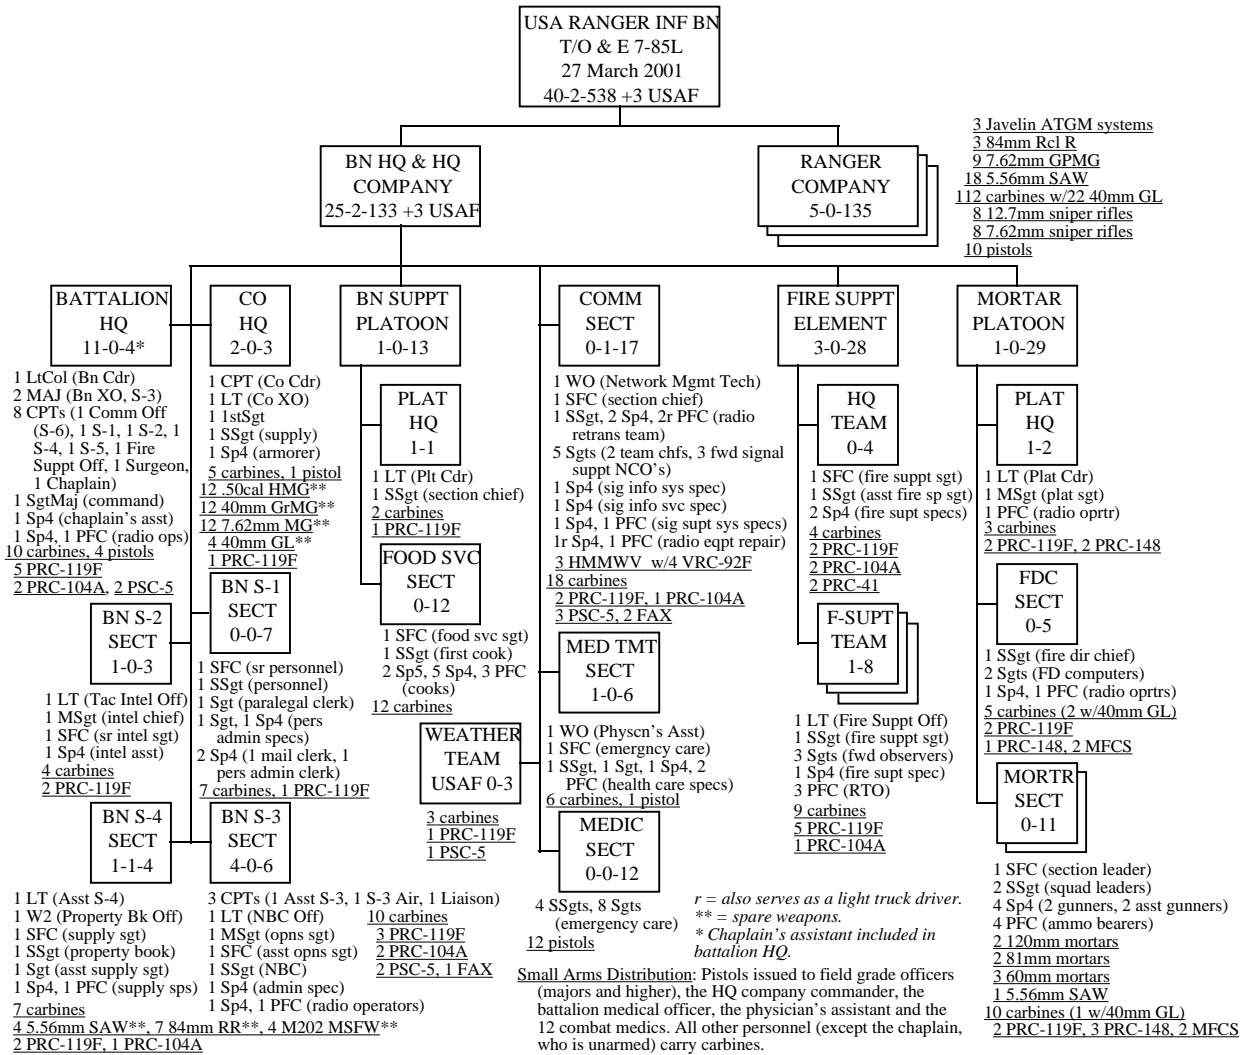 USA RANGER INF BN
T/O & E 7-85L
27 March 2001
40-2-538 +3 USAF
BN HQ & HQ
COMPANY
25-2-133 +3 USAF
RANGER
COMPANY
5-0-135
3 Javelin ATGM systems
3 84mm Rcl R
9 7.62mm GPMG
18 5.56mm SAW
112 carbines w/22 40mm GL
8 12.7mm sniper rifles
8 7.62mm sniper rifles
10 pistols
BATTALION
HQ
11-0-4*
1 LtCol (Bn Cdr)
2 MAJ (Bn XO, S-3)
8 CPTs (1 Comm Off
(S-6), 1 S-1, 1 S-2, 1
S-4, 1 S-5, 1 Fire
Suppt Off, 1 Surgeon,
1 Chaplain)
1 SgtMaj (command)
1 Sp4 (chaplain's asst)
1 Sp4, 1 PFC (radio ops)
10 carbines, 4 pistols
5 PRC-119F
2 PRC-104A, 2 PSC-5
CO
HQ
2-0-3
1 CPT (Co Cdr)
1 LT (Co XO)
1 1stSgt
1 SSgt (supply)
1 Sp4 (armorer)
5 carbines, 1 pistol
12 .50cal HMG**
12 40mm GrMG**
12 7.62mm MG**
4 40mm GL**
1 PRC-119F
BN S-2
SECT
1-0-3
1 LT (Tac Intel Off)
1 MSgt (intel chief)
1 SFC (sr intel sgt)
1 Sp4 (intel asst)
4 carbines
2 PRC-119F
BN S-1
SECT
0-0-7
1 SFC (sr personnel)
1 SSgt (personnel)
1 Sgt (paralegal clerk)
1 Sgt, 1 Sp4 (pers
admin specs)
2 Sp4 (1 mail clerk, 1
pers admin clerk)
7 carbines, 1 PRC-119F
BN S-4
SECT
1-1-4
1 LT (Asst S-4)
1 W2 (Property Bk Off)
1 SFC (supply sgt)
1 SSgt (property book)
1 Sgt (asst supply sgt)
1 Sp4, 1 PFC (supply sps)
7 carbines
4 5.56mm SAW**, 7 84mm RR**, 4 M202 MSFW**
2 PRC-119F, 1 PRC-104A
BN S-3
SECT
4-0-6
3 CPTs (1 Asst S-3, 1 S-3 Air, 1 Liaison)
1 LT (NBC Off)
1 MSgt (opns sgt)
1 SFC (asst opns sgt)
1 SSgt (NBC)
1 Sp4 (admin spec)
1 Sp4, 1 PFC (radio operators)
10 carbines
3 PRC-119F
2 PRC-104A
2 PSC-5, 1 FAX
BN SUPPT
PLATOON
1-0-13
PLAT
HQ
1-1
1 LT (Plt Cdr)
1 SSgt (section chief)
2 carbines
1 PRC-119F
FOOD SVC
SECT
0-12
1 SFC (food svc sgt)
1 SSgt (first cook)
2 Sp5, 5 Sp4, 3 PFC
(cooks)
12 carbines
WEATHER
TEAM
USAF 0-3
3 carbines
1 PRC-119F
1 PSC-5
COMM
SECT
0-1-17
1 WO (Network Mgmt Tech)
1 SFC (section chief)
1 SSgt, 2 Sp4, 2r PFC (radio
retrans team)
5 Sgts (2 team chfs, 3 fwd signal
suppt NCO's)
1 Sp4 (sig info sys spec)
1 Sp4 (sig info svc spec)
1 Sp4, 1 PFC (sig supt sys specs)
1r Sp4, 1 PFC (radio eqpt repair)
3 HMMWV w/4 VRC-92F
18 carbines
2 PRC-119F, 1 PRC-104A
3 PSC-5, 2 FAX
MED TMT
SECT
1-0-6
1 WO (Physcn's Asst)
1 SFC (emergncy care)
1 SSgt, 1 Sgt, 1 Sp4, 2
PFC (health care specs)
6 carbines, 1 pistol
MEDIC
SECT
0-0-12
4 SSgts, 8 Sgts
(emergency care)
12 pistols
FIRE SUPPT
ELEMENT
3-0-28
HQ
TEAM
0-4
1 SFC (fire suppt sgt)
1 SSgt (asst fire sp sgt)
2 Sp4 (fire supt specs)
4 carbines
2 PRC-119F
2 PRC-104A
2 PRC-41
F-SUPT
TEAM
1-8
1 LT (Fire Suppt Off)
1 SSgt (fire suppt sgt)
3 Sgts (fwd observers)
1 Sp4 (fire supt spec)
3 PFC (RTO)
9 carbines
5 PRC-119F
1 PRC-104A
MORTAR
PLATOON
1-0-29
PLAT
HQ
1-2
1 LT (Plat Cdr)
1 MSgt (plat sgt)
1 PFC (radio oprtr)
3 carbines
2 PRC-119F, 2 PRC-148
FDC
SECT
0-5
1 SSgt (fire dir chief)
2 Sgts (FD computers)
1 Sp4, 1 PFC (radio oprtrs)
5 carbines (2 w/40mm GL)
2 PRC-119F
1 PRC-148, 2 MFCS
MORTR
SECT
0-11
1 SFC (section leader)
2 SSgt (squad leaders)
4 Sp4 (2 gunners, 2 asst gunners)
4 PFC (ammo bearers)
2 120mm mortars
2 81mm mortars
3 60mm mortars
1 5.56mm SAW
10 carbines (1 w/40mm GL)
2 PRC-119F, 3 PRC-148, 2 MFCS
r = also serves as a light truck driver.
** = spare weapons.
* Chaplain's assistant included in
battalion HQ.
Small Arms Distribution: Pistols issued to field grade officers
(majors and higher), the HQ company commander, the
battalion medical officer, the physician's assistant and the
12 combat medics. All other personnel (except the chaplain,
who is unarmed) carry carbines.